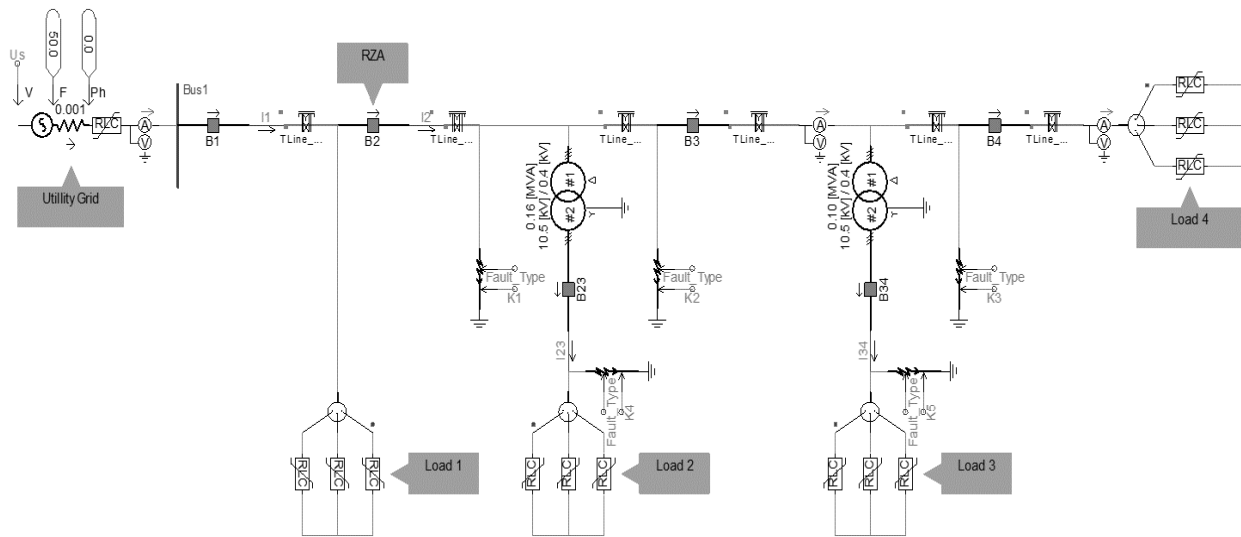 50.0
0.0
Us
V
F
Ph
0.001
RLC
A
V
Utillity Grid
Bus1
B1
I1
TLine_...
RZA
B2
I2
TLine_...
TLine_...
B3
TLine_...
A
V
TLine_...
B4
TLine_...
A
V
RLC
RLC
RLC
Load 4
0.16 [MVA]
10.5 [kV] / 0.4 [kV]
#1
#2
Δ
Y
0.10 [MVA]
10.5 [kV] / 0.4 [kV]
#1
#2
Δ
Y
Fault_Type
K1
B23
Fault_Type
K2
B34
Fault_Type
K3
I23
Fault_Type
K4
I34
Fault_Type
K5
RLC
RLC
RLC
Load 1
RLC
RLC
RLC
Load 2
RLC
RLC
RLC
Load 3